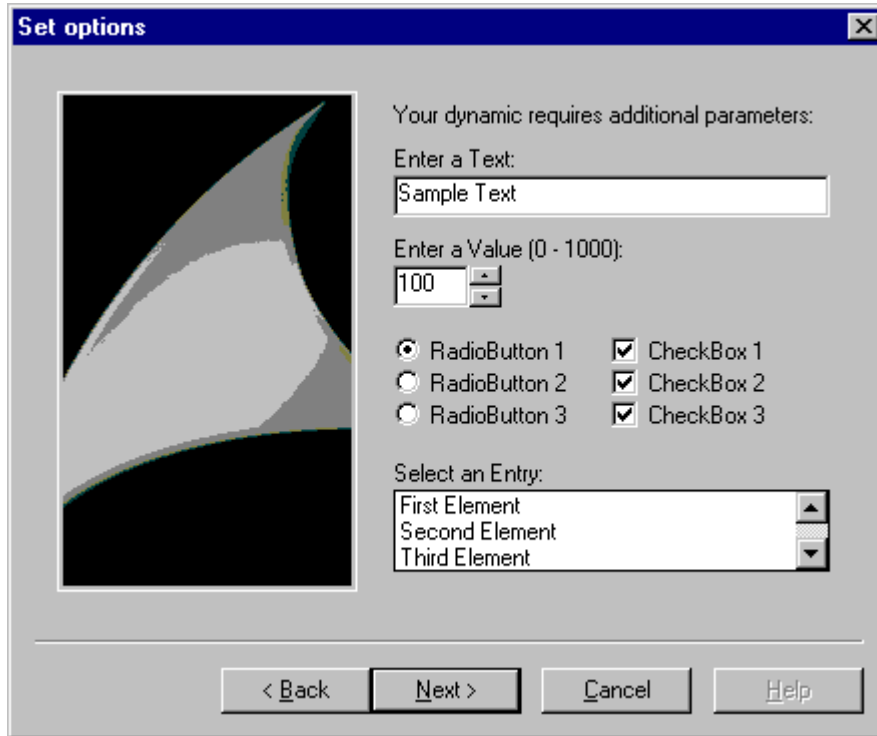 Set options
Your dynamic requires additional parameters:
Enter a Text:
Sample Text
Enter a Value (0 - 1000):
100
RadioButton 1 CheckBox 1
RadioButton 2 CheckBox 2
RadioButton 3 CheckBox 3
Select an Entry:
First Element
Second Element
Third Element
< Back Next > Cancel Help